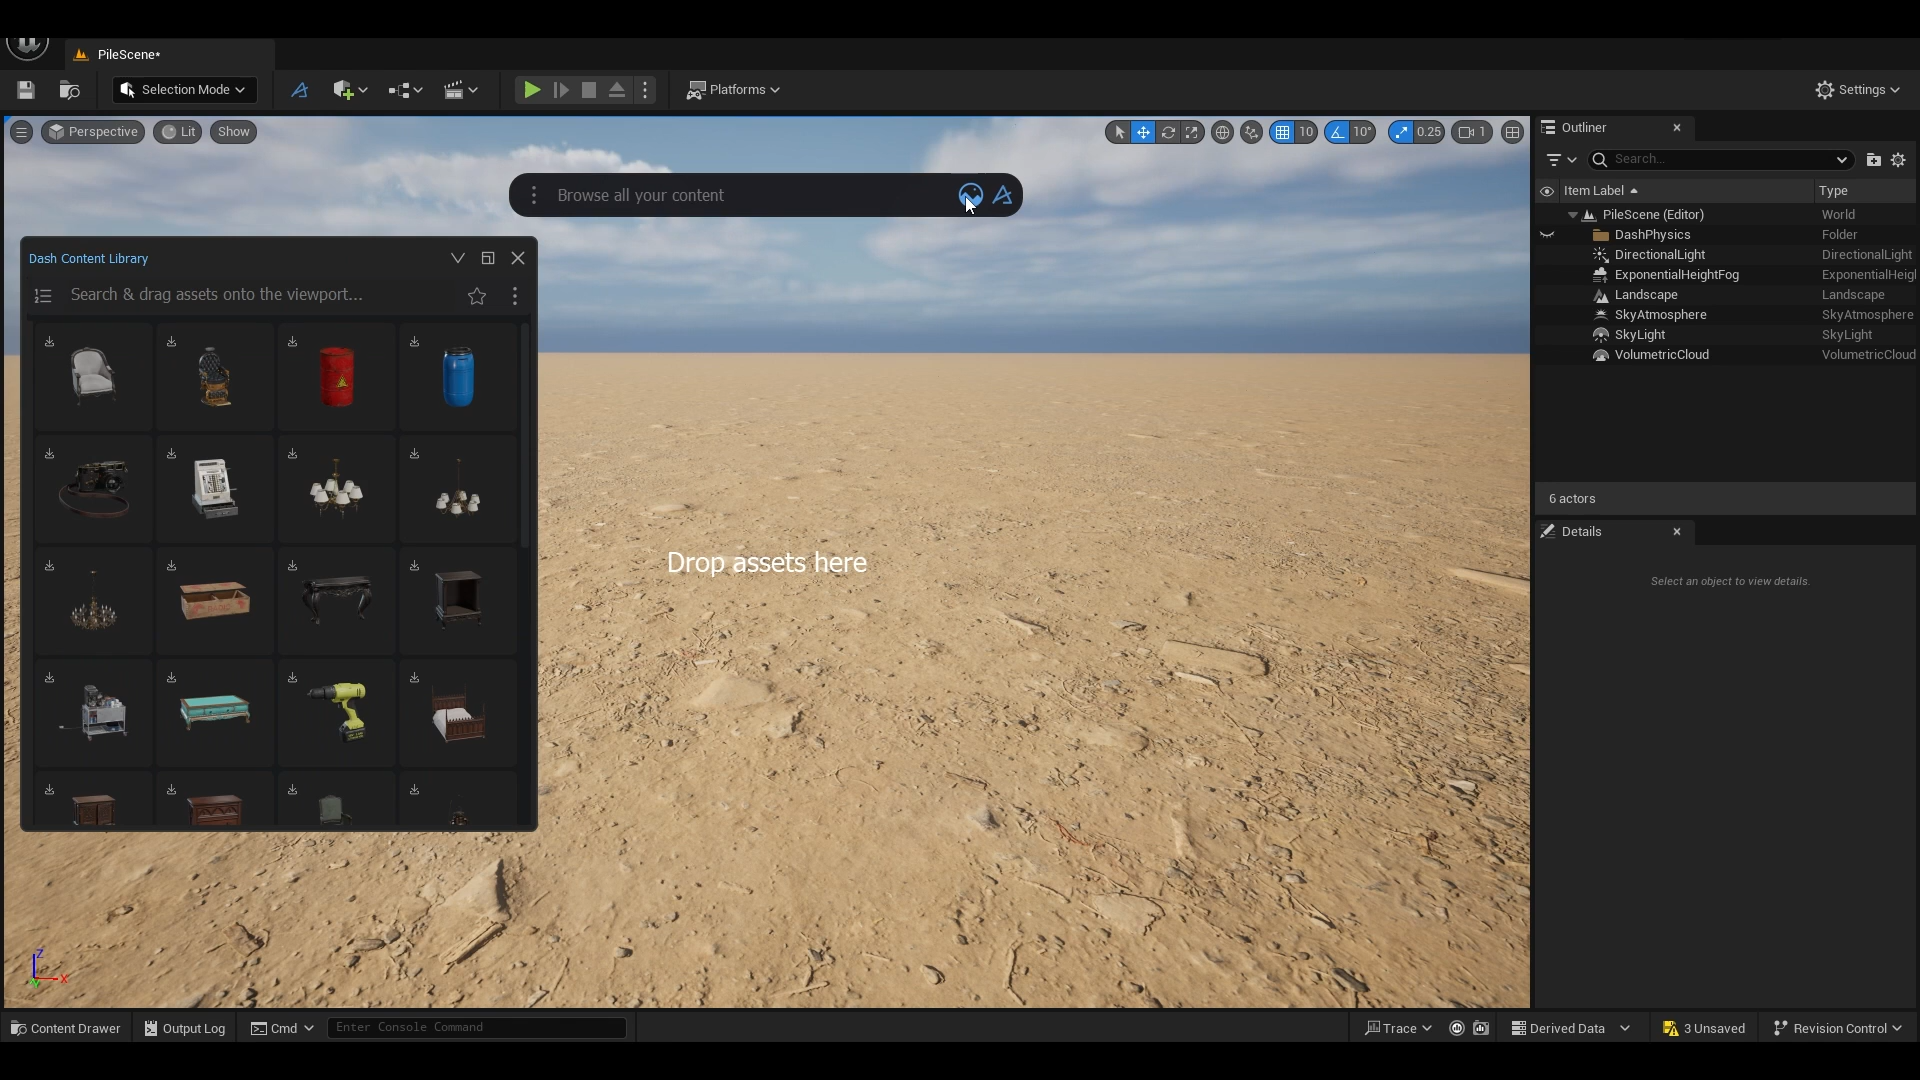 PileScene*
Selection Mode
Platforms
Settings
Perspective
Lit
Show
10
10°
0.25
1
Browse all your content
Dash Content Library
Search & drag assets onto the viewport...
Drop assets here
Outliner
Search...
Item Label
Type
PileScene (Editor)
World
DashPhysics
Folder
DirectionalLight
DirectionalLight
ExponentialHeightFog
ExponentialHeigl
Landscape
Landscape
SkyAtmosphere
SkyAtmosphere
SkyLight
SkyLight
VolumetricCloud
VolumetricCloud
6 actors
Details
Select an object to view details.
Z
X
Y
Content Drawer
Output Log
Cmd
Enter Console Command
Trace
Derived Data
3 Unsaved
Revision Control